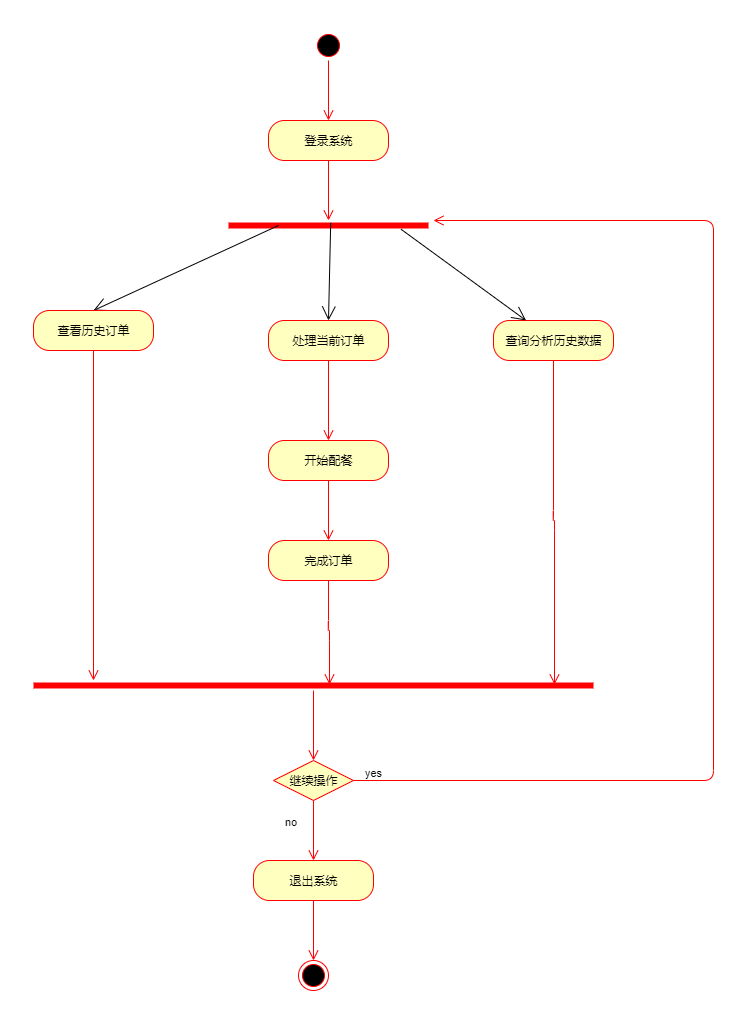 登录系统
查看历史订单
处理当前订单
查询分析历史数据
开始配餐
完成订单
继续操作
yes
no
退出系统